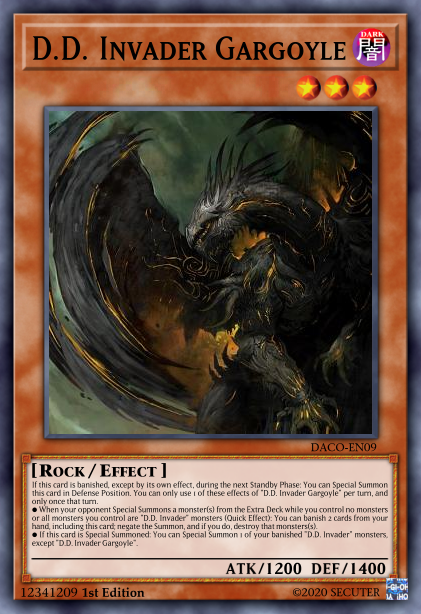 D.D. Invader Gargoyle
DARK
闇
DACO-EN09
[Rock / Effect]
If this card is banished, except by its own effect, during the next Standby Phase: You can Special Summon
this card in Defense Position. You can only use 1 of these effects of "D.D. Invader Gargoyle" per turn, and
only once that turn.
● When your opponent Special Summons a monster(s) from the Extra Deck while you control no monsters
or all monsters you control are "D.D. Invader" monsters (Quick Effect): You can banish 2 cards from your
hand, including this card; negate the Summon, and if you do, destroy that monster(s).
● If this card is Special Summoned: You can Special Summon 1 of your banished "D.D. Invader" monsters,
except "D.D. Invader Gargoyle".
ATK/1200 DEF/1400
12341209 1st Edition
©2020 SECUTER